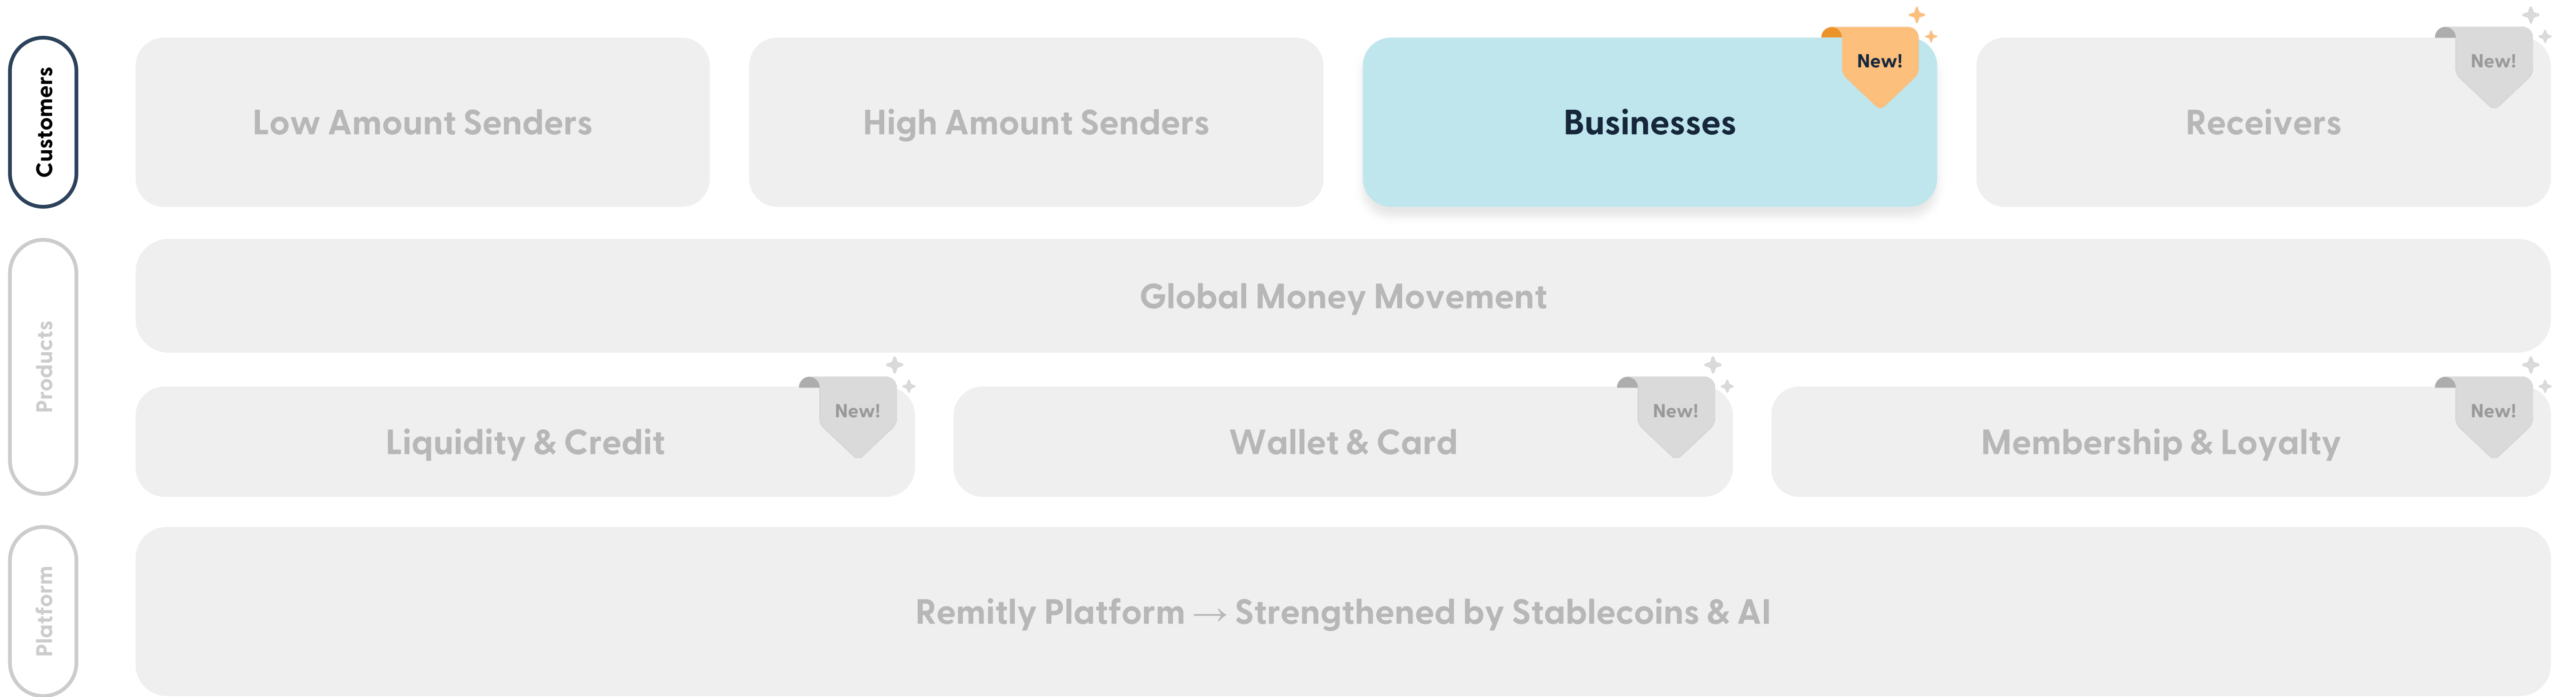 Customers
Low Amount Senders
High Amount Senders
Businesses
New!
Receivers
New!
Products
Global Money Movement
Liquidity & Credit
New!
Wallet & Card
New!
Membership & Loyalty
New!
Platform
Remitly Platform → Strengthened by Stablecoins & AI